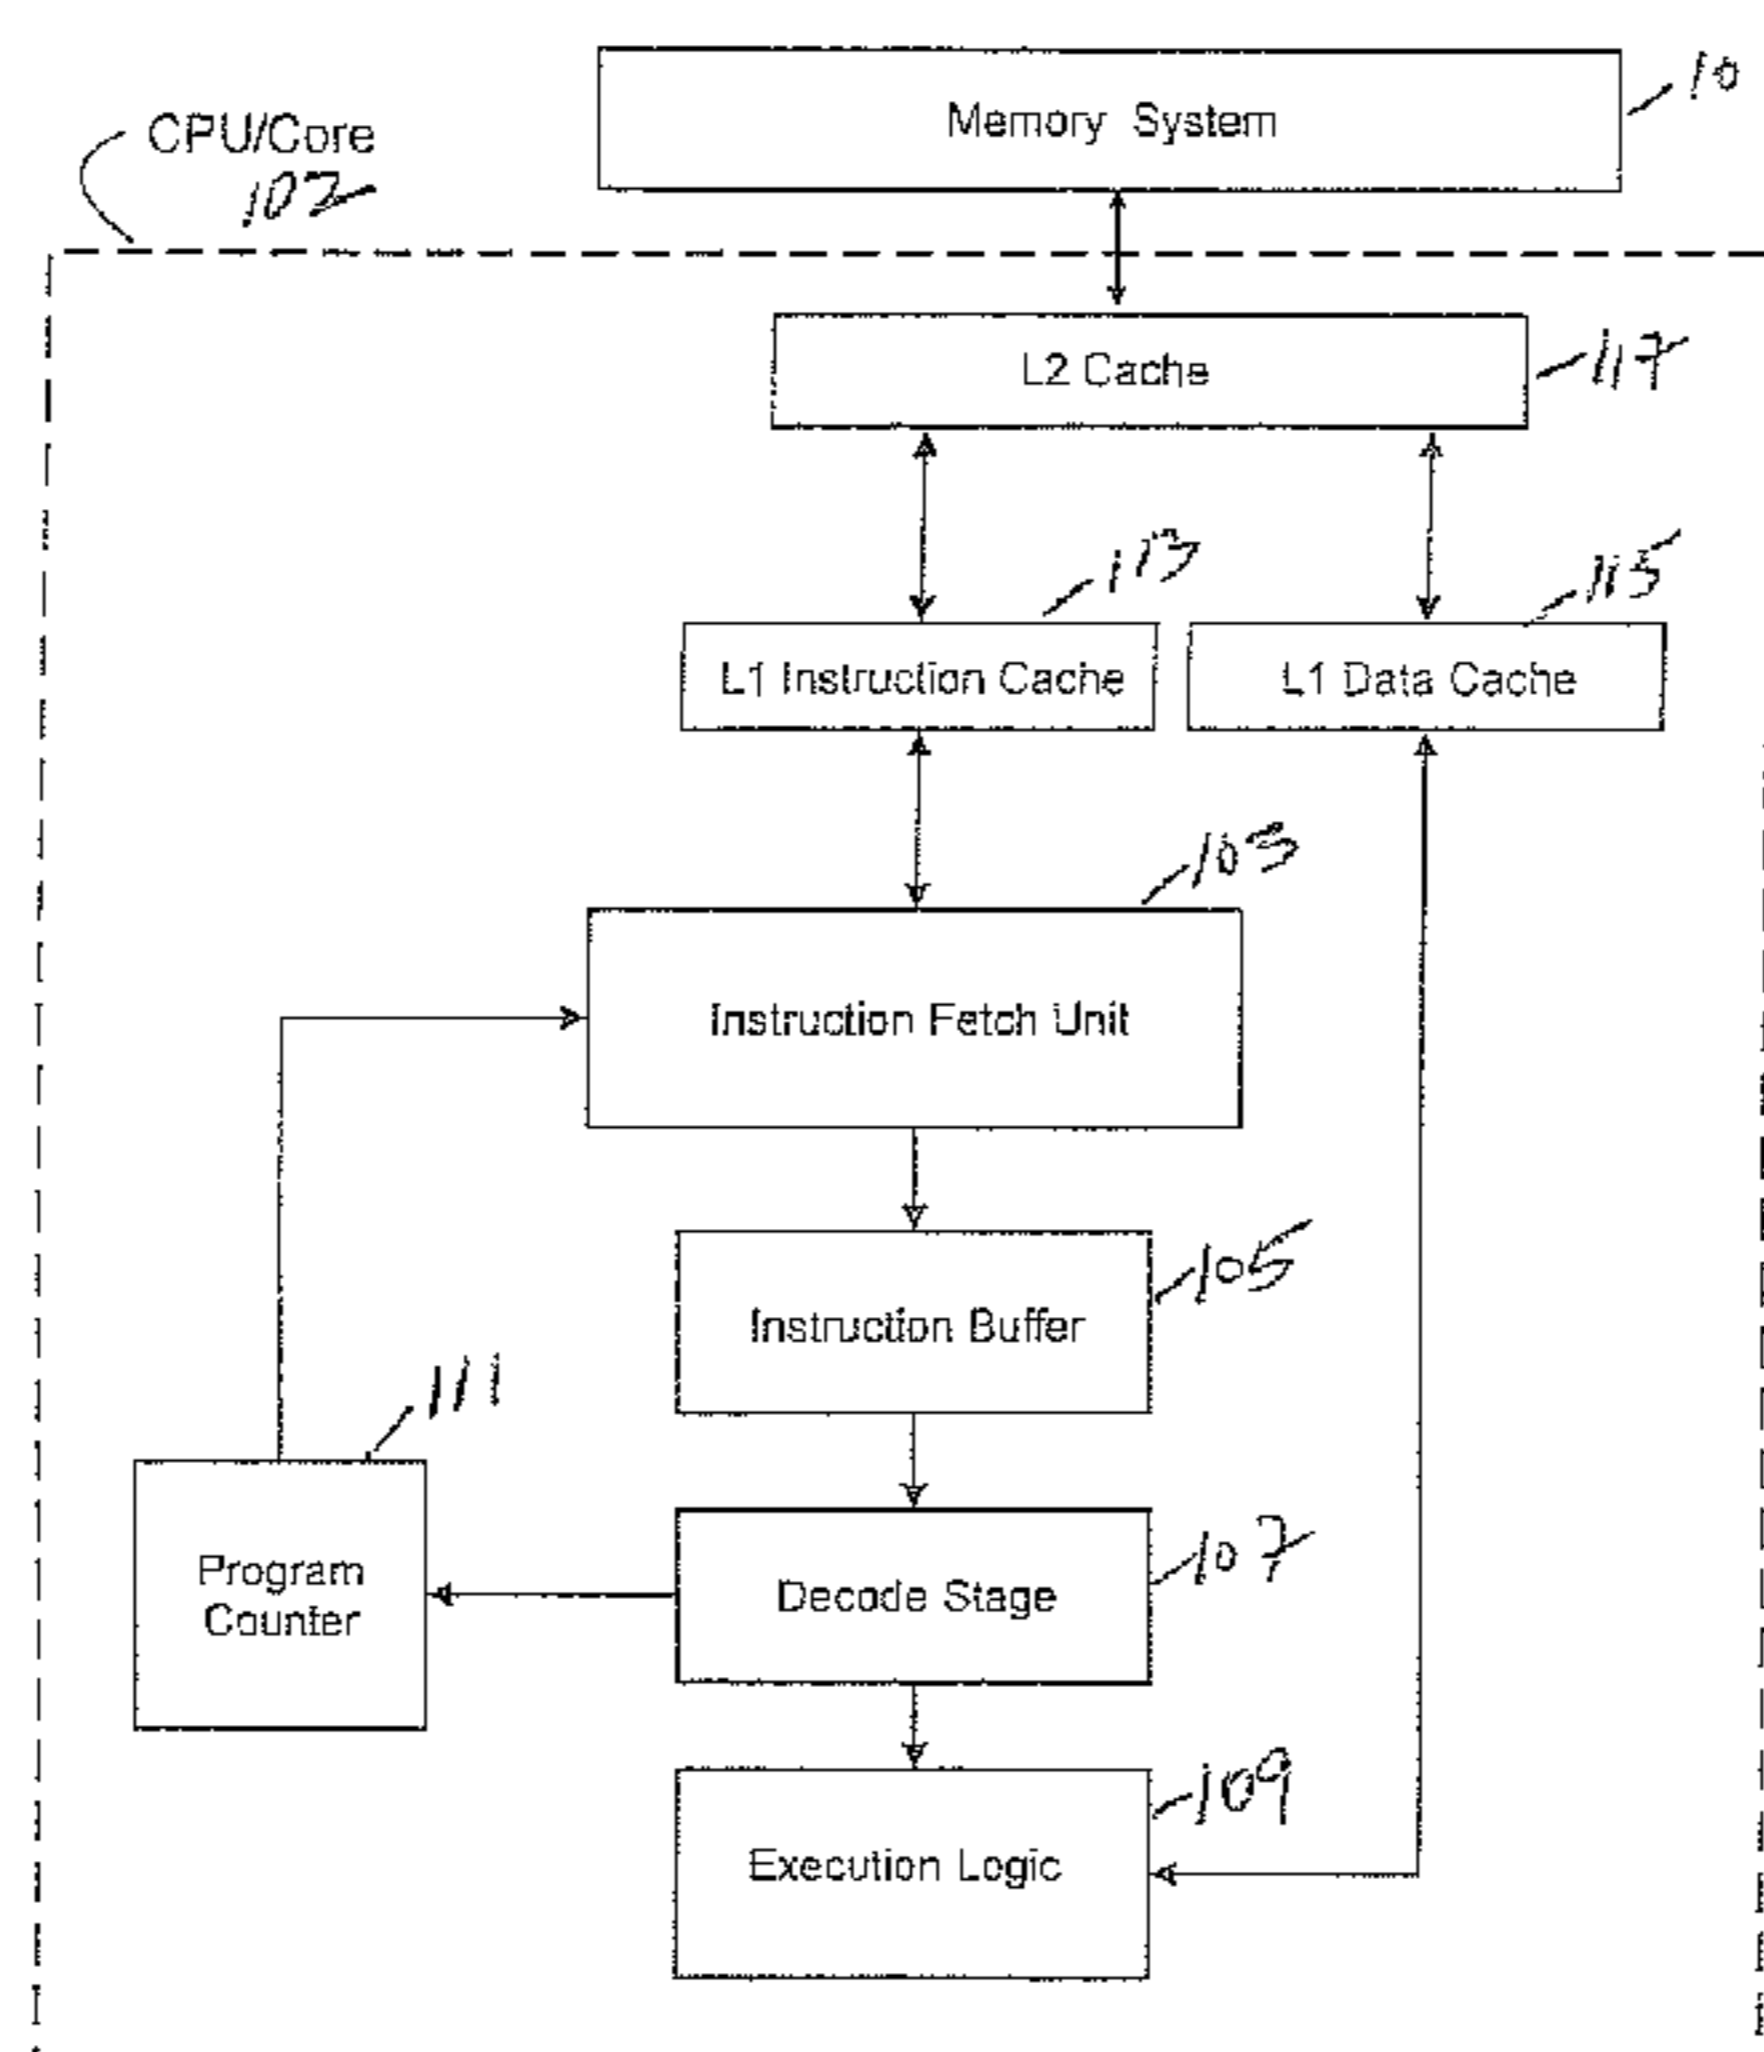 Memory System
10
CPU/Core
102
L2 Cache
117
113
115
L1 Instruction Cache
L1 Data Cache
103
Instruction Fetch Unit
105
Instruction Buffer
111
107
Program
Counter
Decode Stage
109
Execution Logic